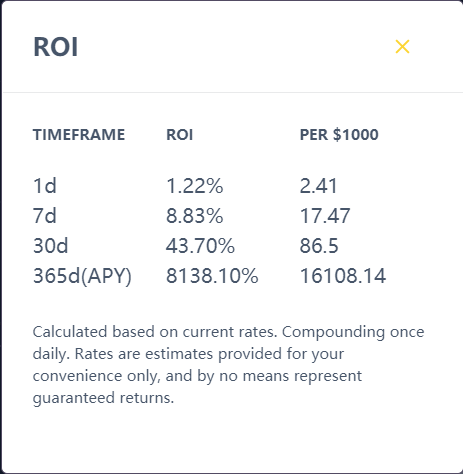 ROI
TIMEFRAME ROI PER $1000
1d 1.22% 2.41
7d 8.83% 17.47
30d 43.70% 86.5
365d(APY) 8138.10% 16108.14
Calculated based on current rates. Compounding once
daily. Rates are estimates provided for your
convenience only, and by no means represent
guaranteed returns.